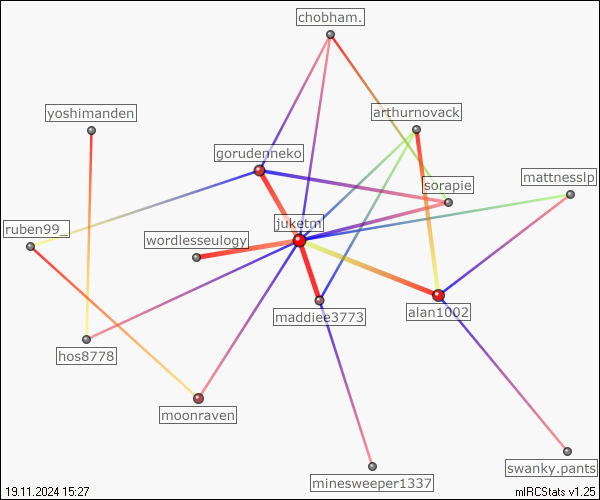 chobham.
yoshimanden
arthurnovack
gorudenneko
mattnesslp
sorapie
ruben99_
juketml
wordlesseulogy
maddiee3773
alan1002
hos8778
moonraven
swanky.pants
minesweeper1337
19.11.2024 15:27
mIRCStats v1.25